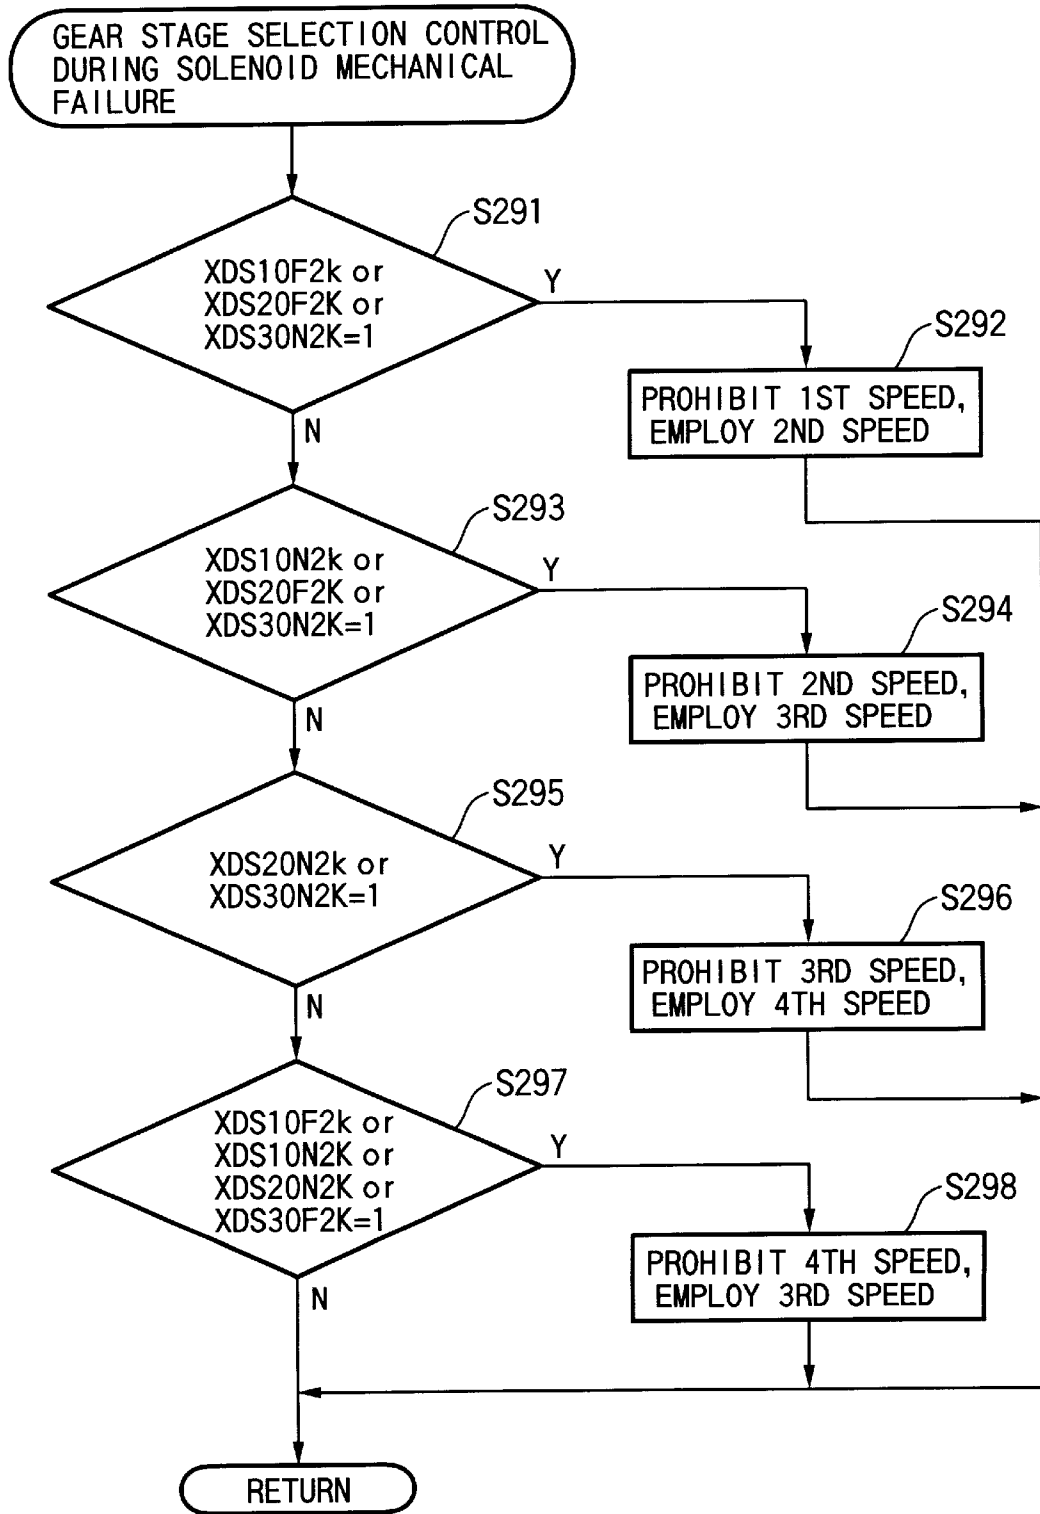 GEAR STAGE SELECTION CONTROL
DURING SOLENOID MECHANICAL
FAILURE
S291
XDS10F2k or
XDS20F2K or
XDS30N2K=1
Y
N
S292
PROHIBIT 1ST SPEED,
EMPLOY 2ND SPEED
S293
XDS10N2k or
XDS20F2K or
XDS30N2K=1
Y
N
S294
PROHIBIT 2ND SPEED,
EMPLOY 3RD SPEED
S295
XDS20N2k or
XDS30N2K=1
Y
N
S296
PROHIBIT 3RD SPEED,
EMPLOY 4TH SPEED
S297
XDS10F2k or
XDS10N2K or
XDS20N2K or
XDS30F2K=1
Y
N
S298
PROHIBIT 4TH SPEED,
EMPLOY 3RD SPEED
RETURN